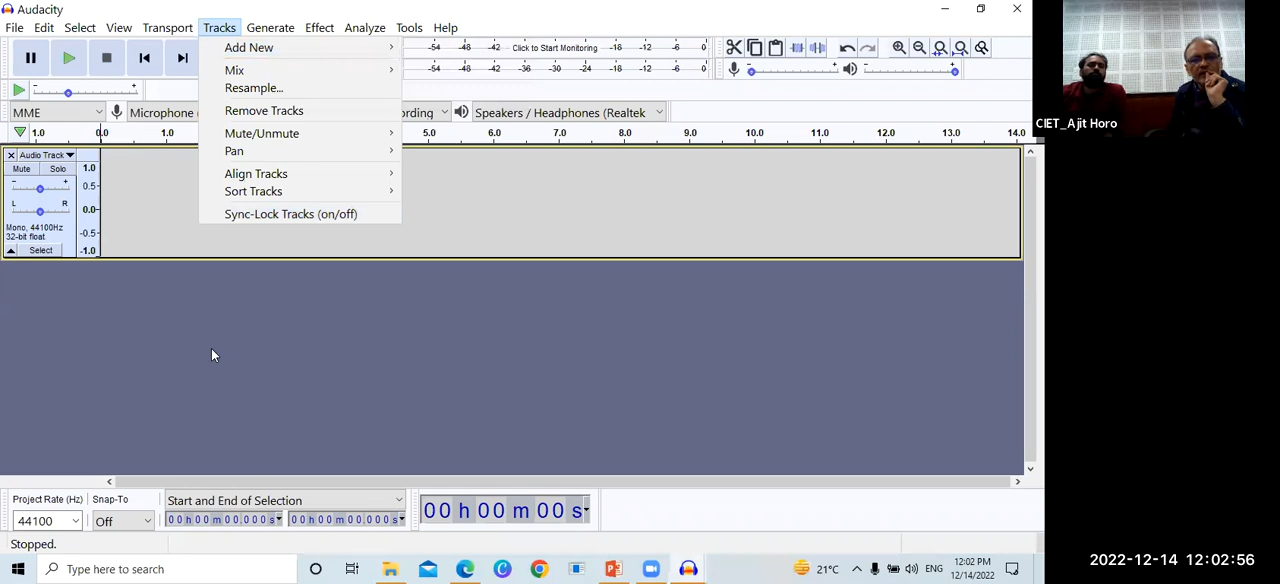 Audacity
File Edit Select View Transport Tracks Generate Effect Analyze Tools Help
Add New
Mix
Resample...
Remove Tracks
Mute/Unmute
Pan
Align Tracks
Sort Tracks
Sync-Lock Tracks (on/off)
-54 -48 -42 Click to Start Monitoring -18 -12 -6 0
-54 -48 -42 -36 -30 -24 -18 -12 -6 0
MME Microphone ording Speakers / Headphones (Realtek
1.0 0.0 1.0 5.0 6.0 7.0 8.0 9.0 10.0 11.0 12.0 13.0 14.0
Audio Track
Mute Solo
- +
L R
Mono, 44100Hz
32-bit float
Select
1.0
0.5
0.0
-0.5
-1.0
Project Rate (Hz) Snap-To Start and End of Selection
44100 Off 00h00m00.000s 00h00m00.000s
00 h 00 m 00 s
Stopped.
Type here to search
21°C ENG
12:02 PM
12/14/2022
CIET_Ajit Horo
2022-12-14 12:02:56